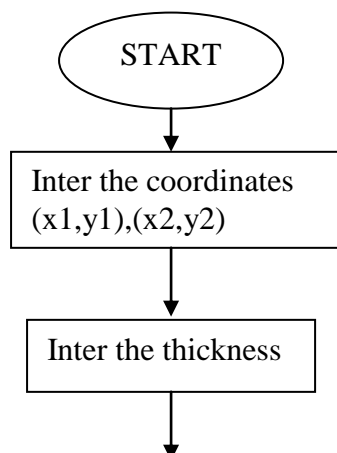 START
Inter the coordinates
(x1,y1),(x2,y2)
Inter the thickness